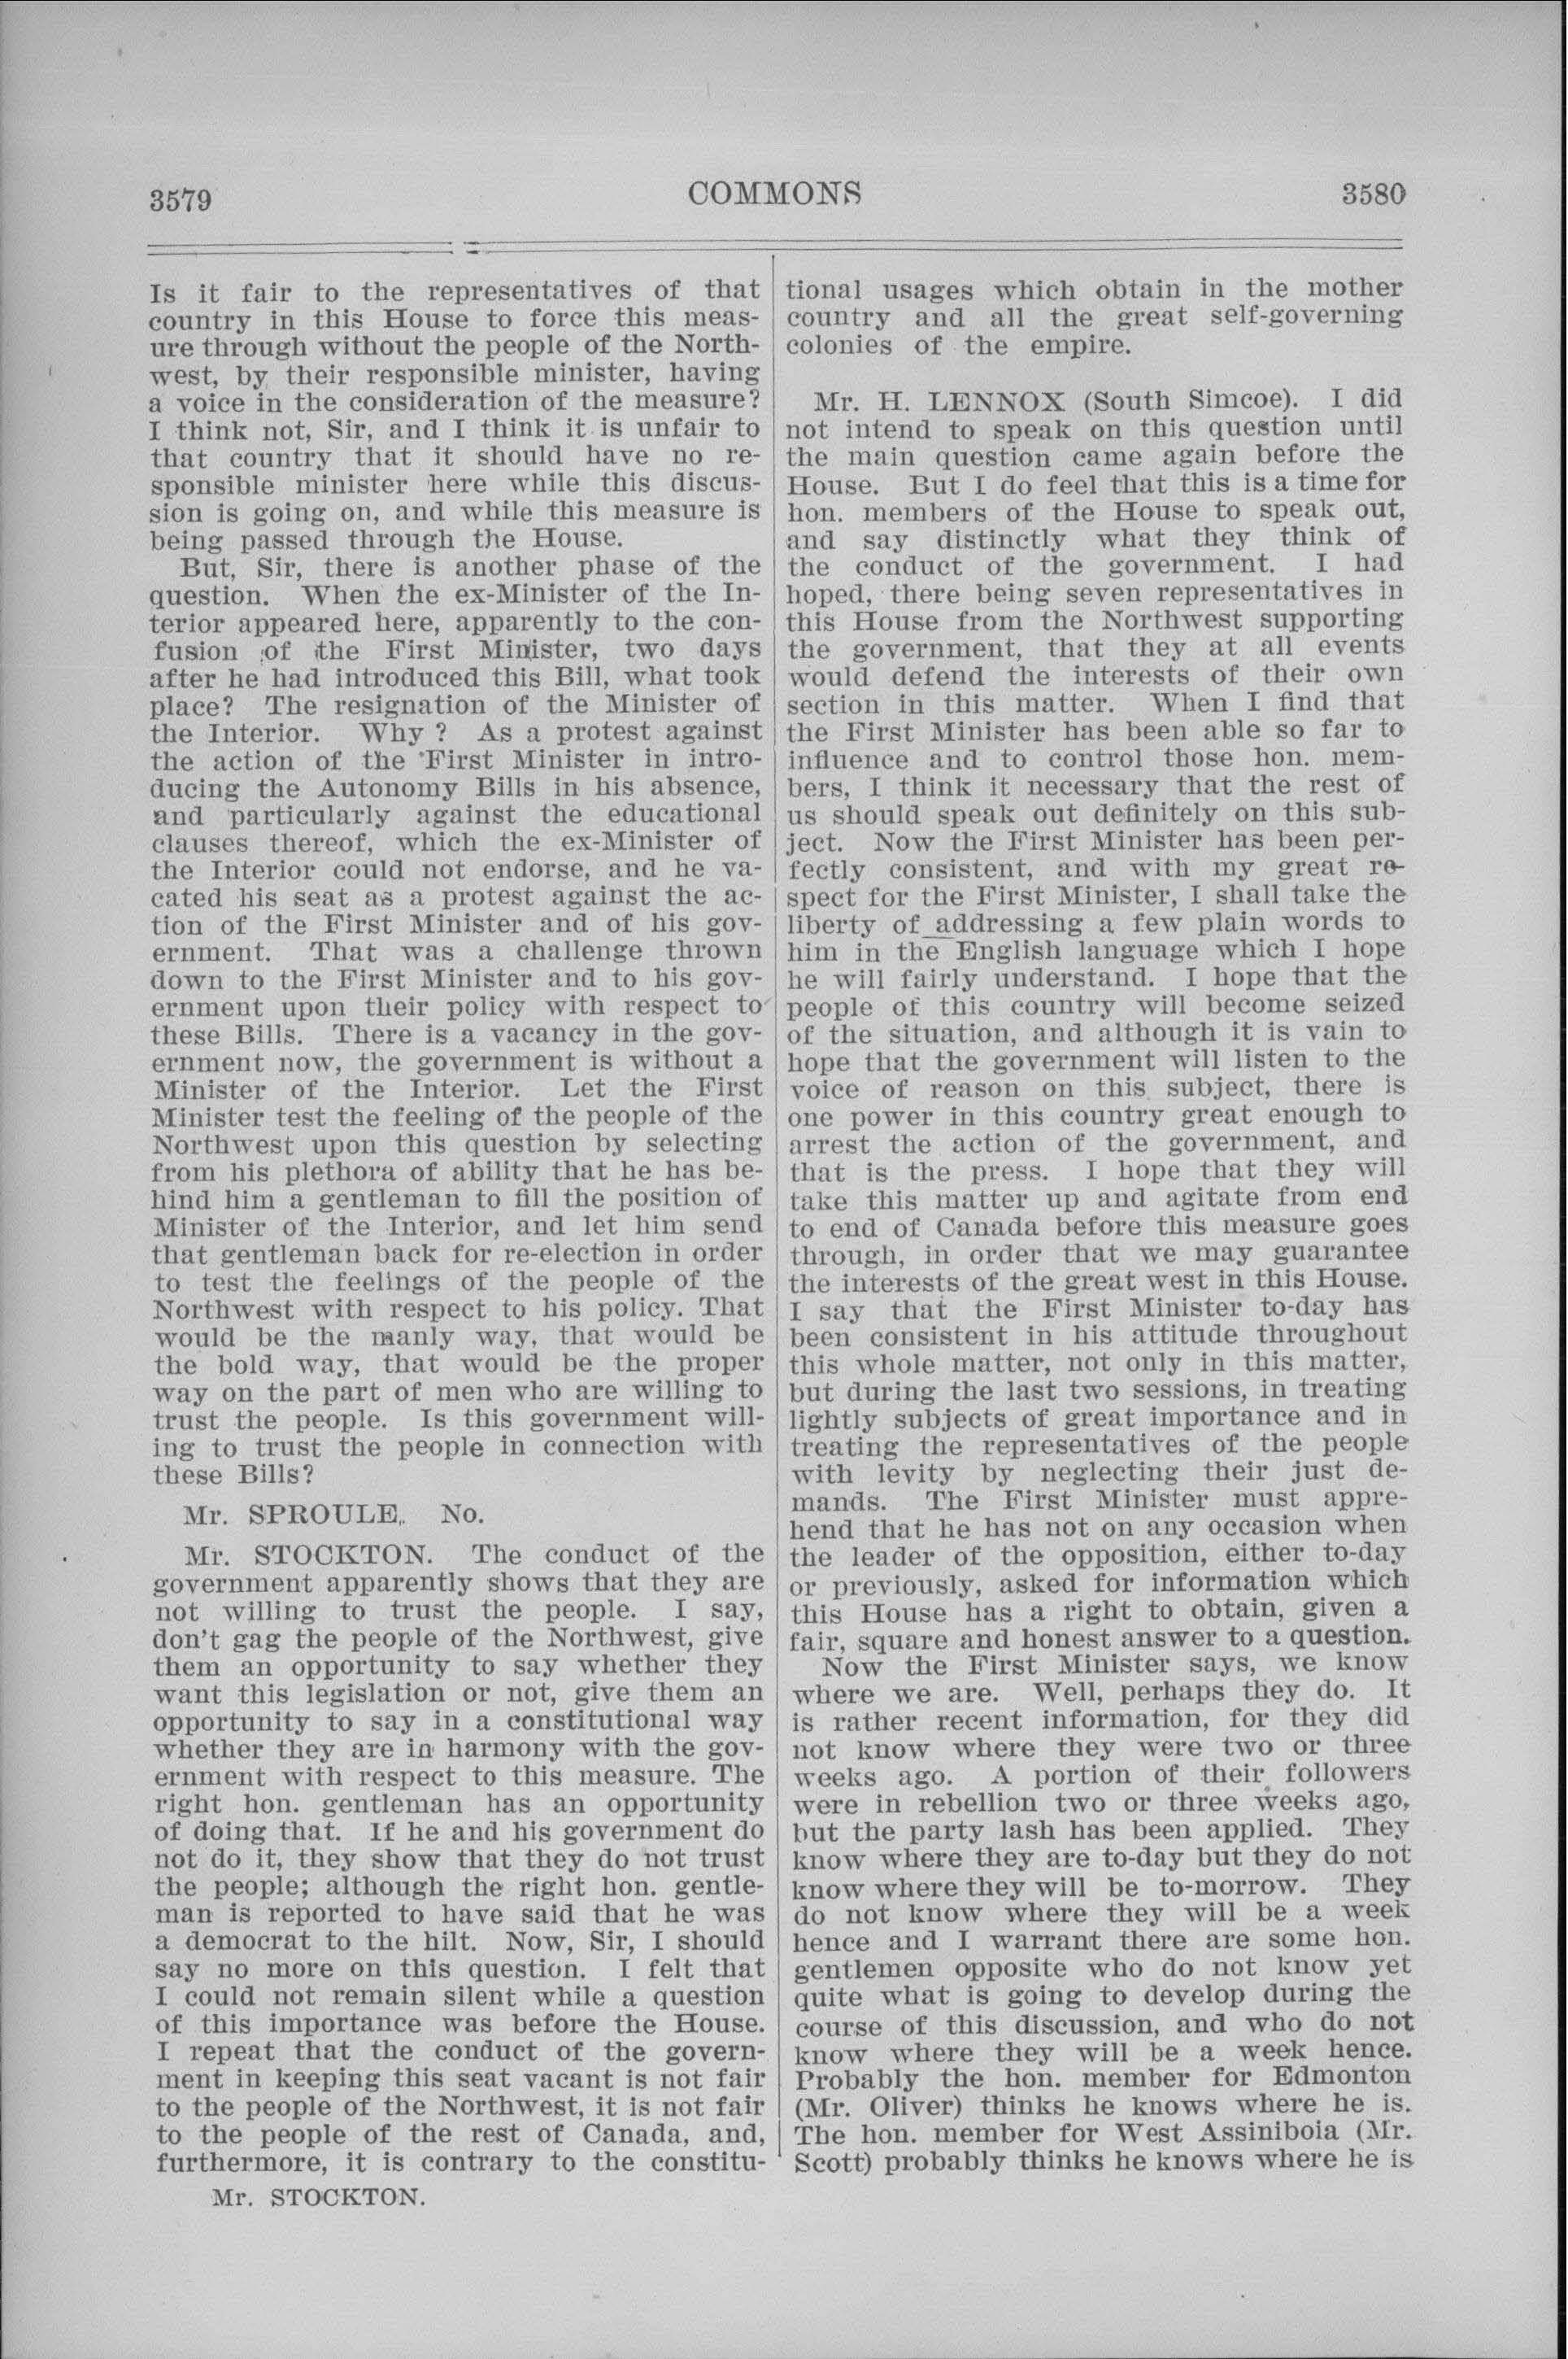 3579
COMMONS
3580
Is it fair to the representatives of that
country in this House to force this meas-
ure through without the people of the North-
west, by their responsible minister, having
a voice in the consideration of the measure?
I think not, Sir, and I think it is unfair to
that country that it should have no re-
sponsible minister here while this discus-
sion is going on, and while this measure is
being passed through the House.
But, Sir, there is another phase of the
question. When the ex-Minister of the In-
terior appeared here, apparently to the con-
fusion of the First Minister, two days
after he had introduced this Bill, what took
place? The resignation of the Minister of
the Interior. Why ? As a protest against
the action of the First Minister in intro-
ducing the Autonomy Bills in his absence,
and particularly against the educational
clauses thereof, which the ex-Minister of
the Interior could not endorse, and he va-
cated his seat as a protest against the ac-
tion of the First Minister and of his gov-
ernment. That was a challenge thrown
down to the First Minister and to his gov-
ernment upon their policy with respect to
these Bills. There is a vacancy in the gov-
ernment now, the government is without a
Minister of the Interior. Let the First
Minister test the feeling of the people of the
Northwest upon this question by selecting
from his plethora of ability that he has be-
hind him a gentleman to fill the position of
Minister of the Interior, and let him send
that gentleman back for re-election in order
to test the feelings of the people of the
Northwest with respect to his policy. That
would be the manly way, that would be
the bold way, that would be the proper
way on the part of men who are willing to
trust the people. Is this government will-
ing to trust the people in connection with
these Bills?
Mr. SPROULE. No.
Mr. STOCKTON. The conduct of the
government apparently shows that they are
not willing to trust the people. I say,
don't gag the people of the Northwest, give
them an opportunity to say whether they
want this legislation or not, give them an
opportunity to say in a constitutional way
whether they are in harmony with the gov-
ernment with respect to this measure. The
right hon. gentleman has an opportunity
of doing that. If he and his government do
not do it, they show that they do not trust
the people; although the right hon. gentle-
man is reported to have said that he was
a democrat to the hilt. Now, Sir, I should
say no more on this question. I felt that
I could not remain silent while a question
of this importance was before the House.
I repeat that the conduct of the govern-
ment in keeping this seat vacant is not fair
to the people of the Northwest, it is not fair
to the people of the rest of Canada, and,
furthermore, it is contrary to the constitu-
Mr. STOCKTON.
tional usages which obtain in the mother
country and all the great self-governing
colonies of the empire.
Mr. H. LENNOX (South Simcoe). I did
not intend to speak on this question until
the main question came again before the
House. But I do feel that this is a time for
hon. members of the House to speak out,
and say distinctly what they think of
the conduct of the government. I had
hoped, there being seven representatives in
this House from the Northwest supporting
the government, that they at all events
would defend the interests of their own
section in this matter. When I find that
the First Minister has been able so far to
influence and to control those hon. mem-
bers, I think it necessary that the rest of
us should speak out definitely on this sub-
ject. Now the First Minister has been per-
fectly consistent, and with my great re-
spect for the First Minister, I shall take the
liberty of addressing a few plain words to
him in the English language which I hope
he will fairly understand. I hope that the
people of this country will become seized
of the situation, and although it is vain to
hope that the government will listen to the
voice of reason on this subject, there is
one power in this country great enough to
arrest the action of the government, and
that is the press. I hope that they will
take this matter up and agitate from end
to end of Canada before this measure goes
through, in order that we may guarantee
the interests of the great west in this House.
I say that the First Minister to-day has
been consistent in his attitude throughout
this whole matter, not only in this matter,
but during the last two sessions, in treating
lightly subjects of great importance and in
treating the representatives of the people
with levity by neglecting their just de-
mands. The First Minister must appre-
hend that he has not on any occasion when
the leader of the opposition, either to-day
or previously, asked for information which
this House has a right to obtain, given a
fair, square and honest answer to a question.
Now the First Minister says, we know
where we are. Well, perhaps they do. It
is rather recent information, for they did
not know where they were two or three
weeks ago. A portion of their followers
were in rebellion two or three weeks ago,
but the party lash has been applied. They
know where they are to-day but they do not
know where they will be to-morrow. They
do not know where they will be a week
hence and I warrant there are some hon.
gentlemen opposite who do not know yet
quite what is going to develop during the
course of this discussion, and who do not
know where they will be a week hence.
Probably the hon. member for Edmonton
(Mr. Oliver) thinks he knows where he is.
The hon. member for West Assiniboia (Mr.
Scott) probably thinks he knows where he is